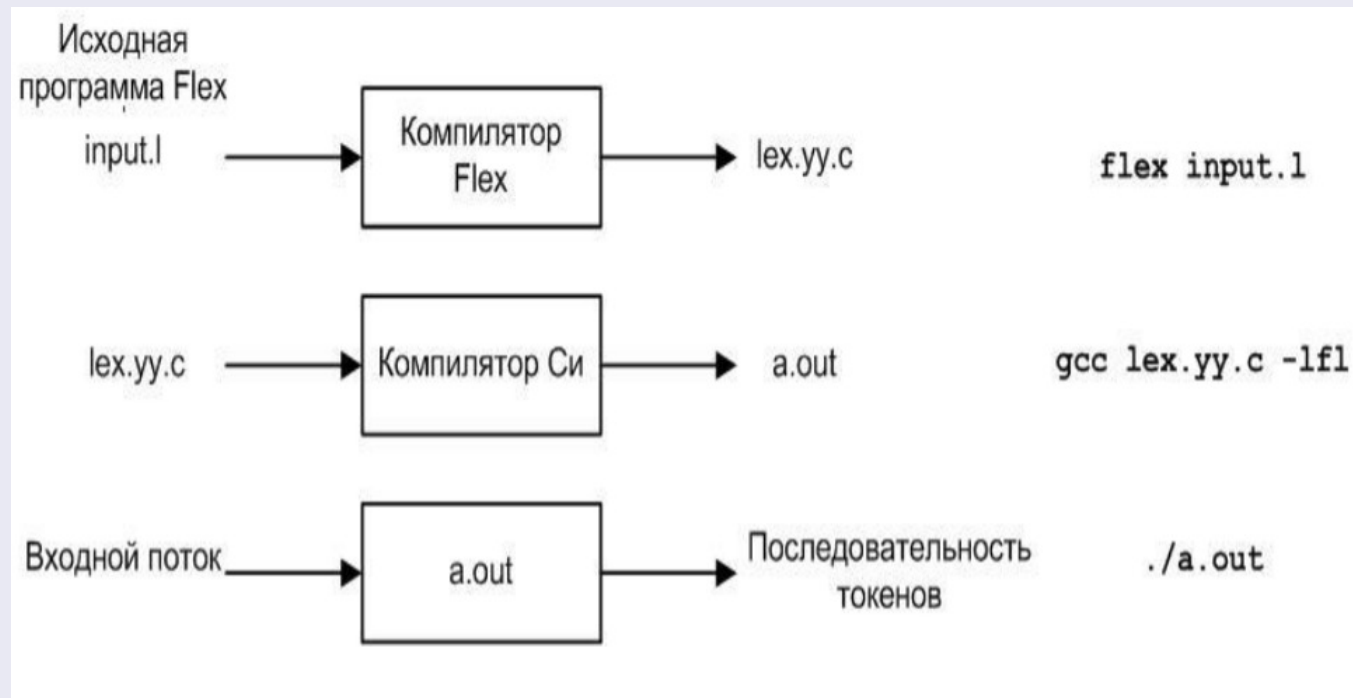 Исходная
программа Flex
input.l
Компилятор
Flex
lex.yy.c
flex input.l
lex.yy.c
Компилятор Си
a.out
gcc lex.yy.c -lfl
Входной поток
a.out
Последовательность
токенов
./a.out